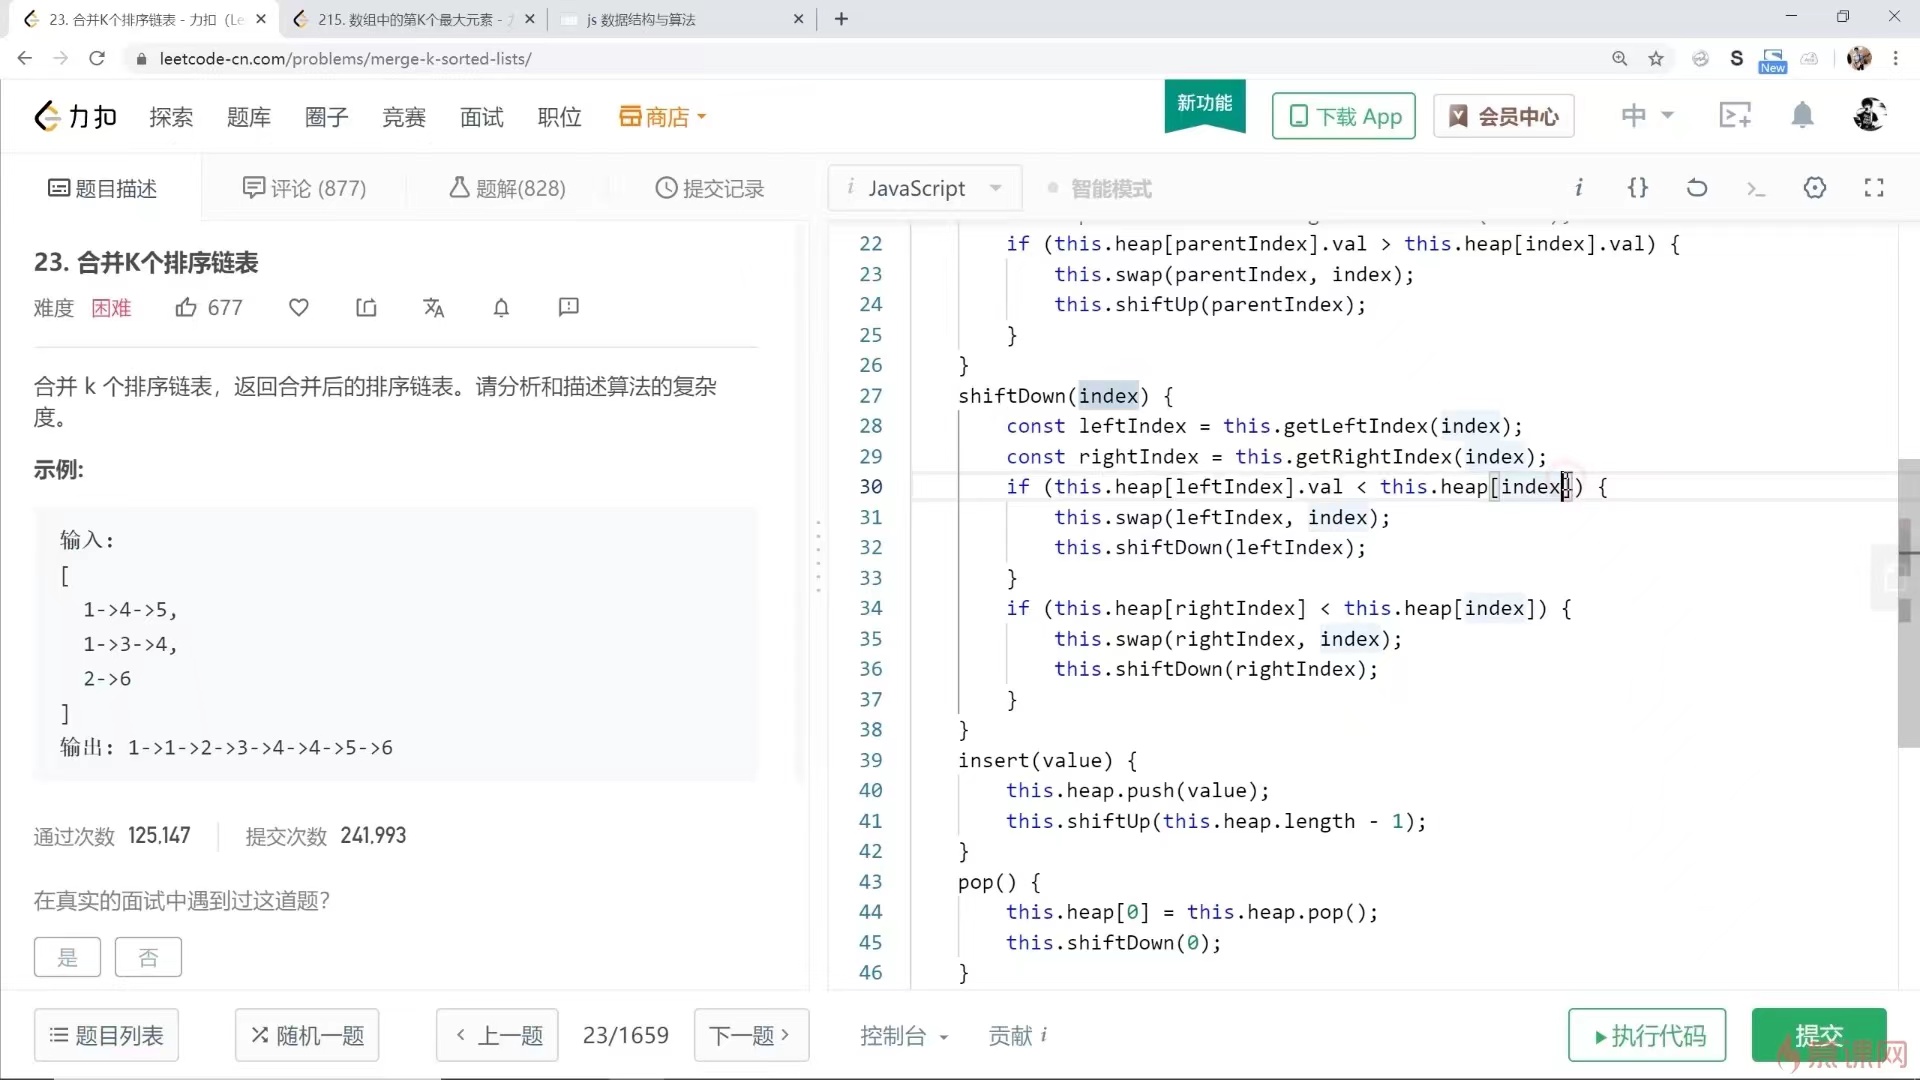 23. 合并K个排序链表 - 力扣 (Le
215. 数组中的第K个最大元素 -
js 数据结构与算法
leetcode-cn.com/problems/merge-k-sorted-lists/
S
New
力扣 探索 题库 圈子 竞赛 面试 职位 商店
新功能
下载 App
会员中心
中
题目描述
评论 (877)
题解(828)
提交记录
i JavaScript
智能模式
i {}
23. 合并K个排序链表
难度 困难 677
合并 k 个排序链表，返回合并后的排序链表。请分析和描述算法的复杂
度。
示例:
输入:
[
1->4->5,
1->3->4,
2->6
]
输出: 1->1->2->3->4->4->5->6
通过次数 125,147 提交次数 241,993
在真实的面试中遇到过这道题?
是 否
22 if (this.heap[parentIndex].val > this.heap[index].val) {
23 this.swap(parentIndex, index);
24 this.shiftUp(parentIndex);
25 }
26 }
27 shiftDown(index) {
28 const leftIndex = this.getLeftIndex(index);
29 const rightIndex = this.getRightIndex(index);
30 if (this.heap[leftIndex].val < this.heap[index]) {
31 this.swap(leftIndex, index);
32 this.shiftDown(leftIndex);
33 }
34 if (this.heap[rightIndex] < this.heap[index]) {
35 this.swap(rightIndex, index);
36 this.shiftDown(rightIndex);
37 }
38 }
39 insert(value) {
40 this.heap.push(value);
41 this.shiftUp(this.heap.length - 1);
42 }
43 pop() {
44 this.heap[0] = this.heap.pop();
45 this.shiftDown(0);
46 }
题目列表
随机一题
上一题
23/1659
下一题
控制台
贡献 i
执行代码
提交
慕课网